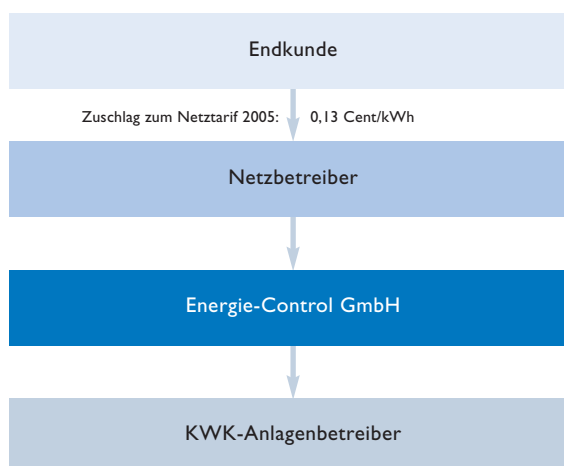 Endkunde
Zuschlag zum Netztarif 2005: 0,13 Cent/kWh
Netzbetreiber
Energie-Control GmbH
KWK-Anlagenbetreiber